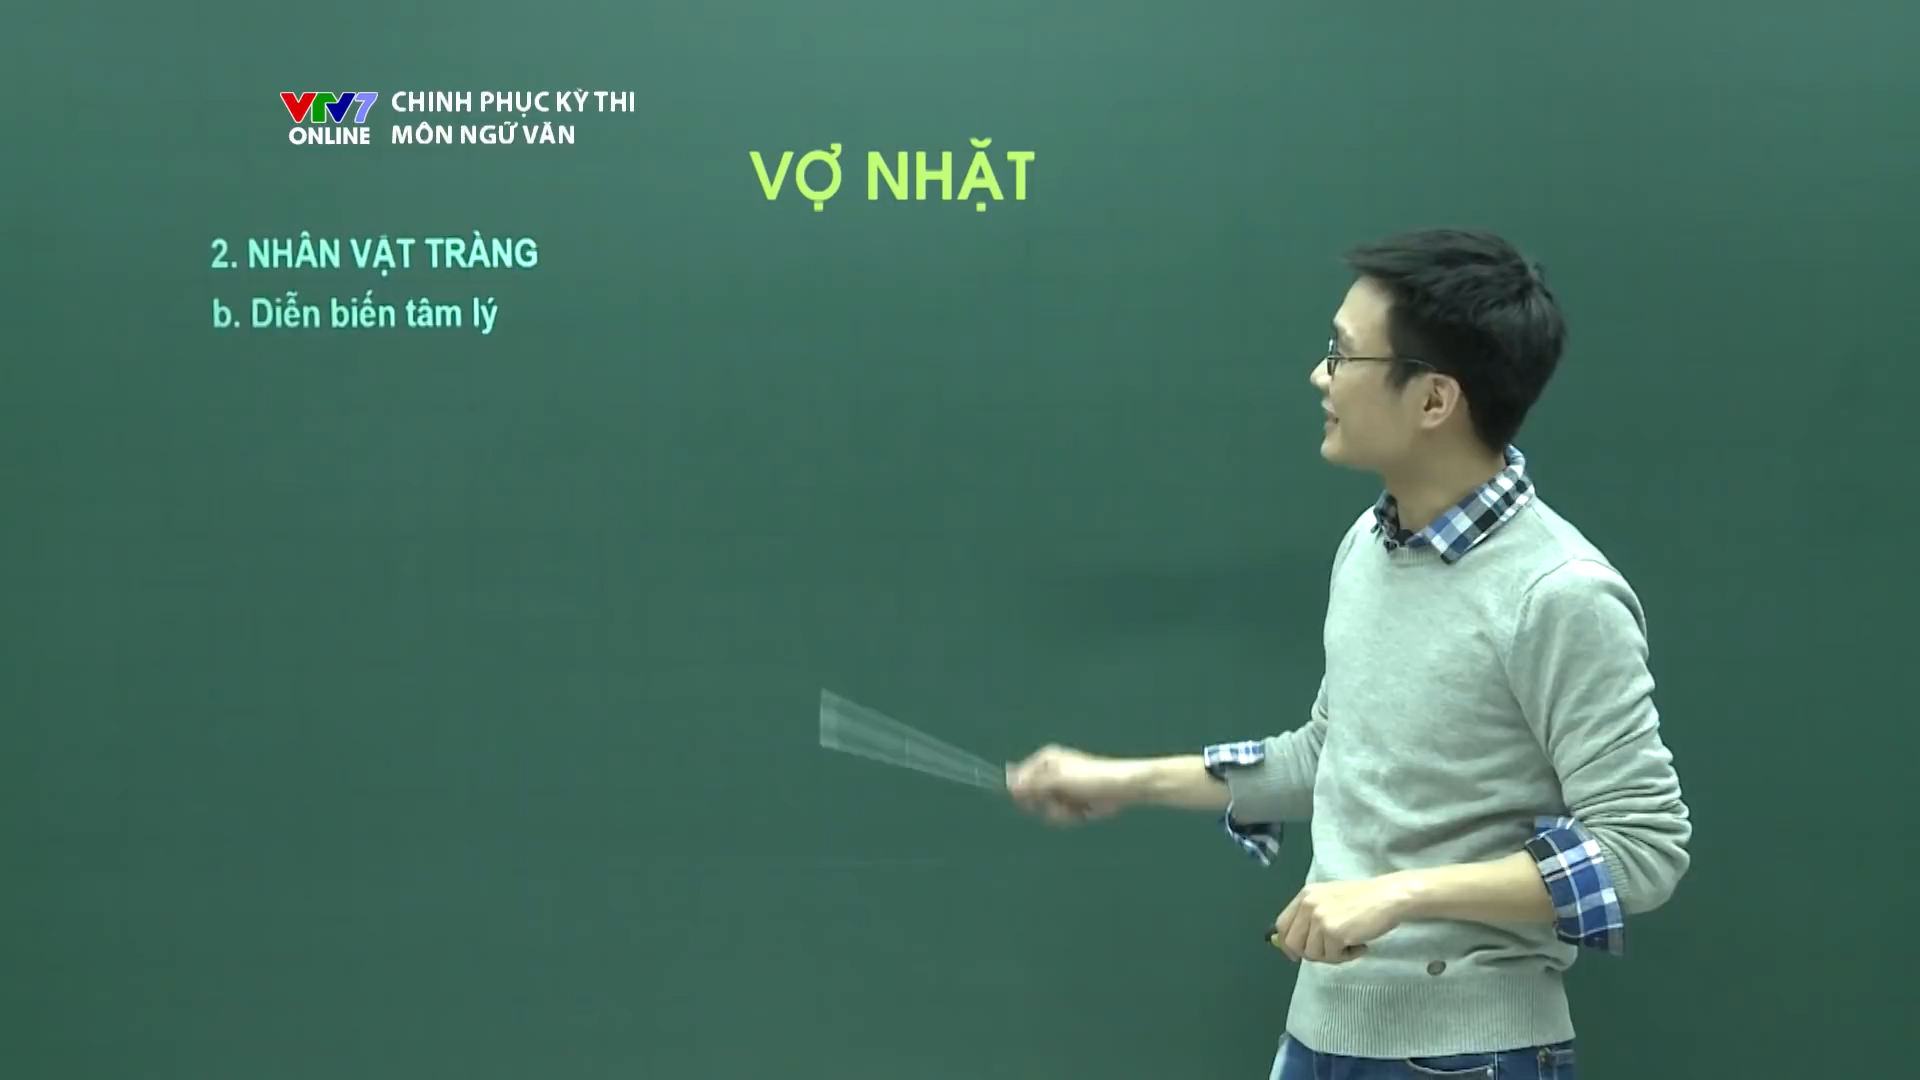 VTV7
ONLINE
CHINH PHỤC KỲ THI
MÔN NGỮ VĂN
VỢ NHẶT
2. NHÂN VẬT TRÀNG
b. Diễn biến tâm lý